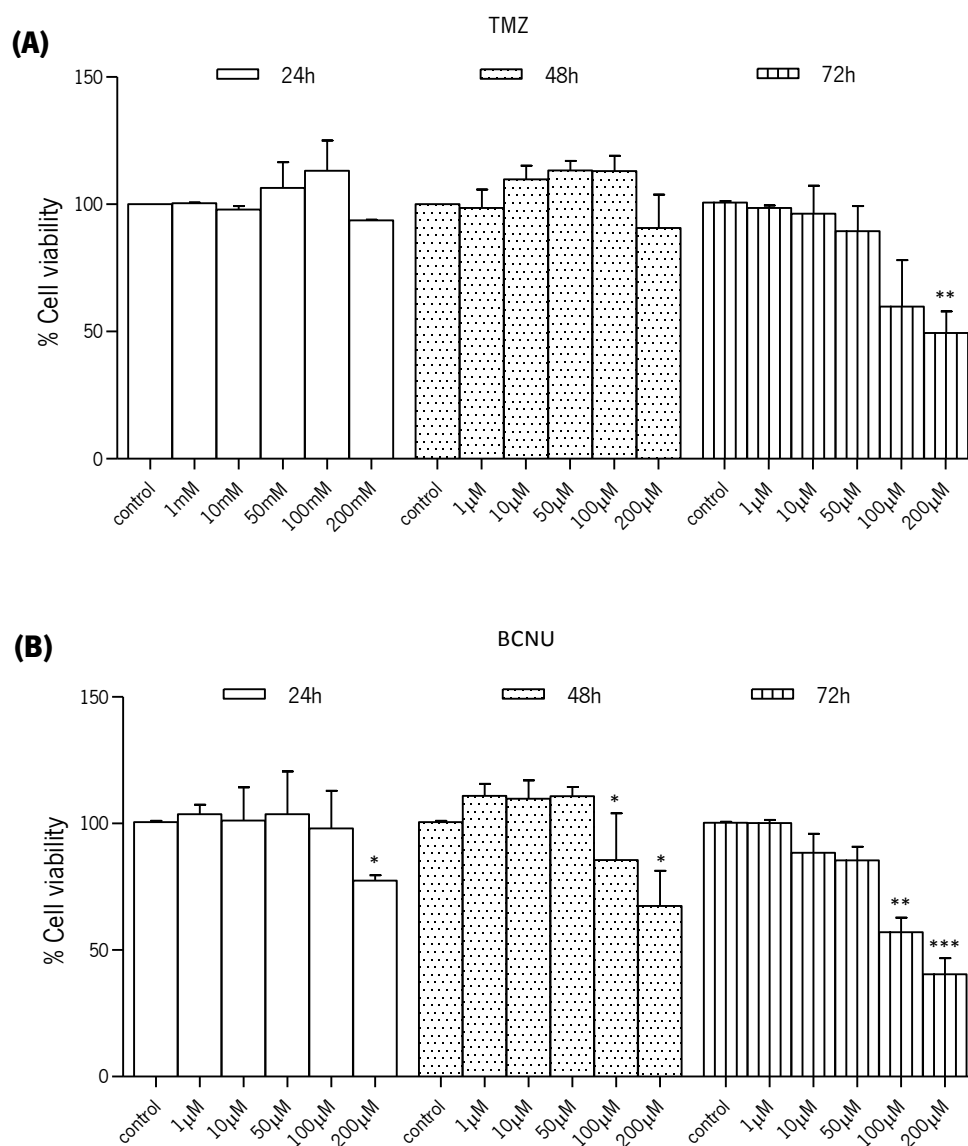 (A)
TMZ
24h 48h 72h
% Cell viability
150
100
50
0
control 1mM 10mM 50mM 100mM 200mM control 1µM 10µM 50µM 100µM 200µM control 1µM 10µM 50µM 100µM 200µM
**
(B)
BCNU
24h 48h 72h
% Cell viability
150
100
50
0
* * * ** ***
control 1µM 10µM 50µM 100µM 200µM control 1µM 10µM 50µM 100µM 200µM control 1µM 10µM 50µM 100µM 200µM